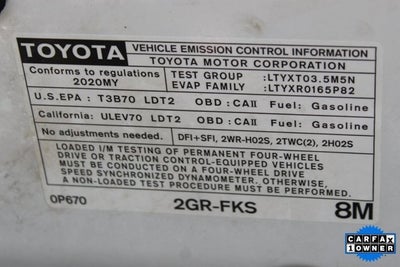 TOYOTA VEHICLE EMISSION CONTROL INFORMATION
TOYOTA MOTOR CORPORATION
Conforms to regulations TEST GROUP :LTYXT03.5M5N
2020MY EVAP FAMILY :LTYXR0165P82
U.S.EPA : T3B70 LDT2 OBD : CAII Fuel: Gasoline
California: ULEV70 LDT2 OBD : CAII Fuel: Gasoline
No adjustments needed. DFI+SFI, 2WR-HO2S, 2TWC(2), 2HO2S
LOADED I/M TESTING OF PERMANENT FOUR-WHEEL
DRIVE OR TRACTION CONTROL-EQUIPPED VEHICLES
MUST BE CONDUCTED ON A FOUR-WHEEL DRIVE
SPEED SYNCHRONIZED DYNAMOMETER. OTHERWISE,
A NON-LOADED TEST PROCEDURE MUST BE PERFORMED.
0P670 2GR-FKS 8M
CARFAX
1 OWNER